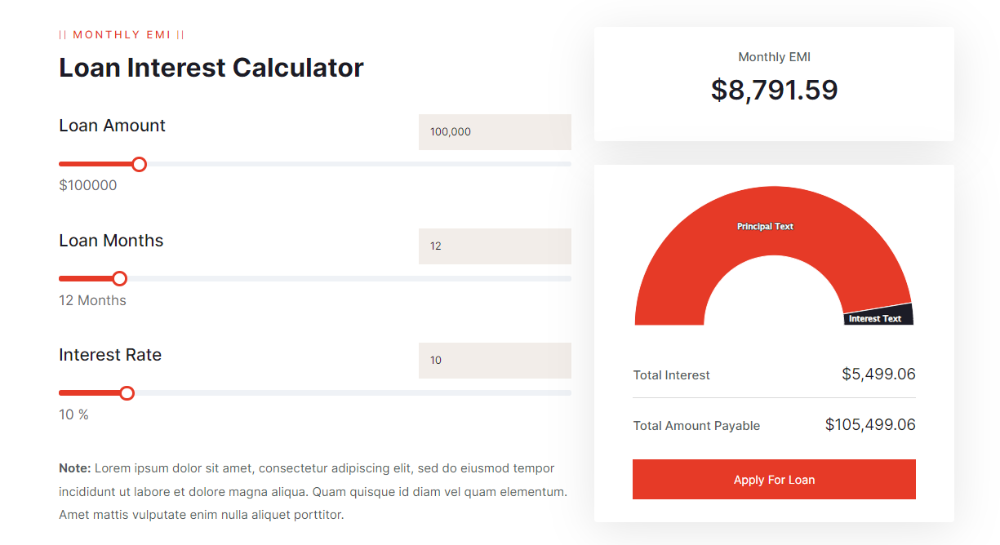 || MONTHLY EMI ||
Loan Interest Calculator
Loan Amount
100,000
$100000
Loan Months
12
12 Months
Interest Rate
10
10 %
Note: Lorem ipsum dolor sit amet, consectetur adipiscing elit, sed do eiusmod tempor
incididunt ut labore et dolore magna aliqua. Quam quisque id diam vel quam elementum.
Amet mattis vulputate enim nulla aliquet porttitor.
Monthly EMI
$8,791.59
Principal Text
Interest Text
Total Interest
$5,499.06
Total Amount Payable
$105,499.06
Apply For Loan